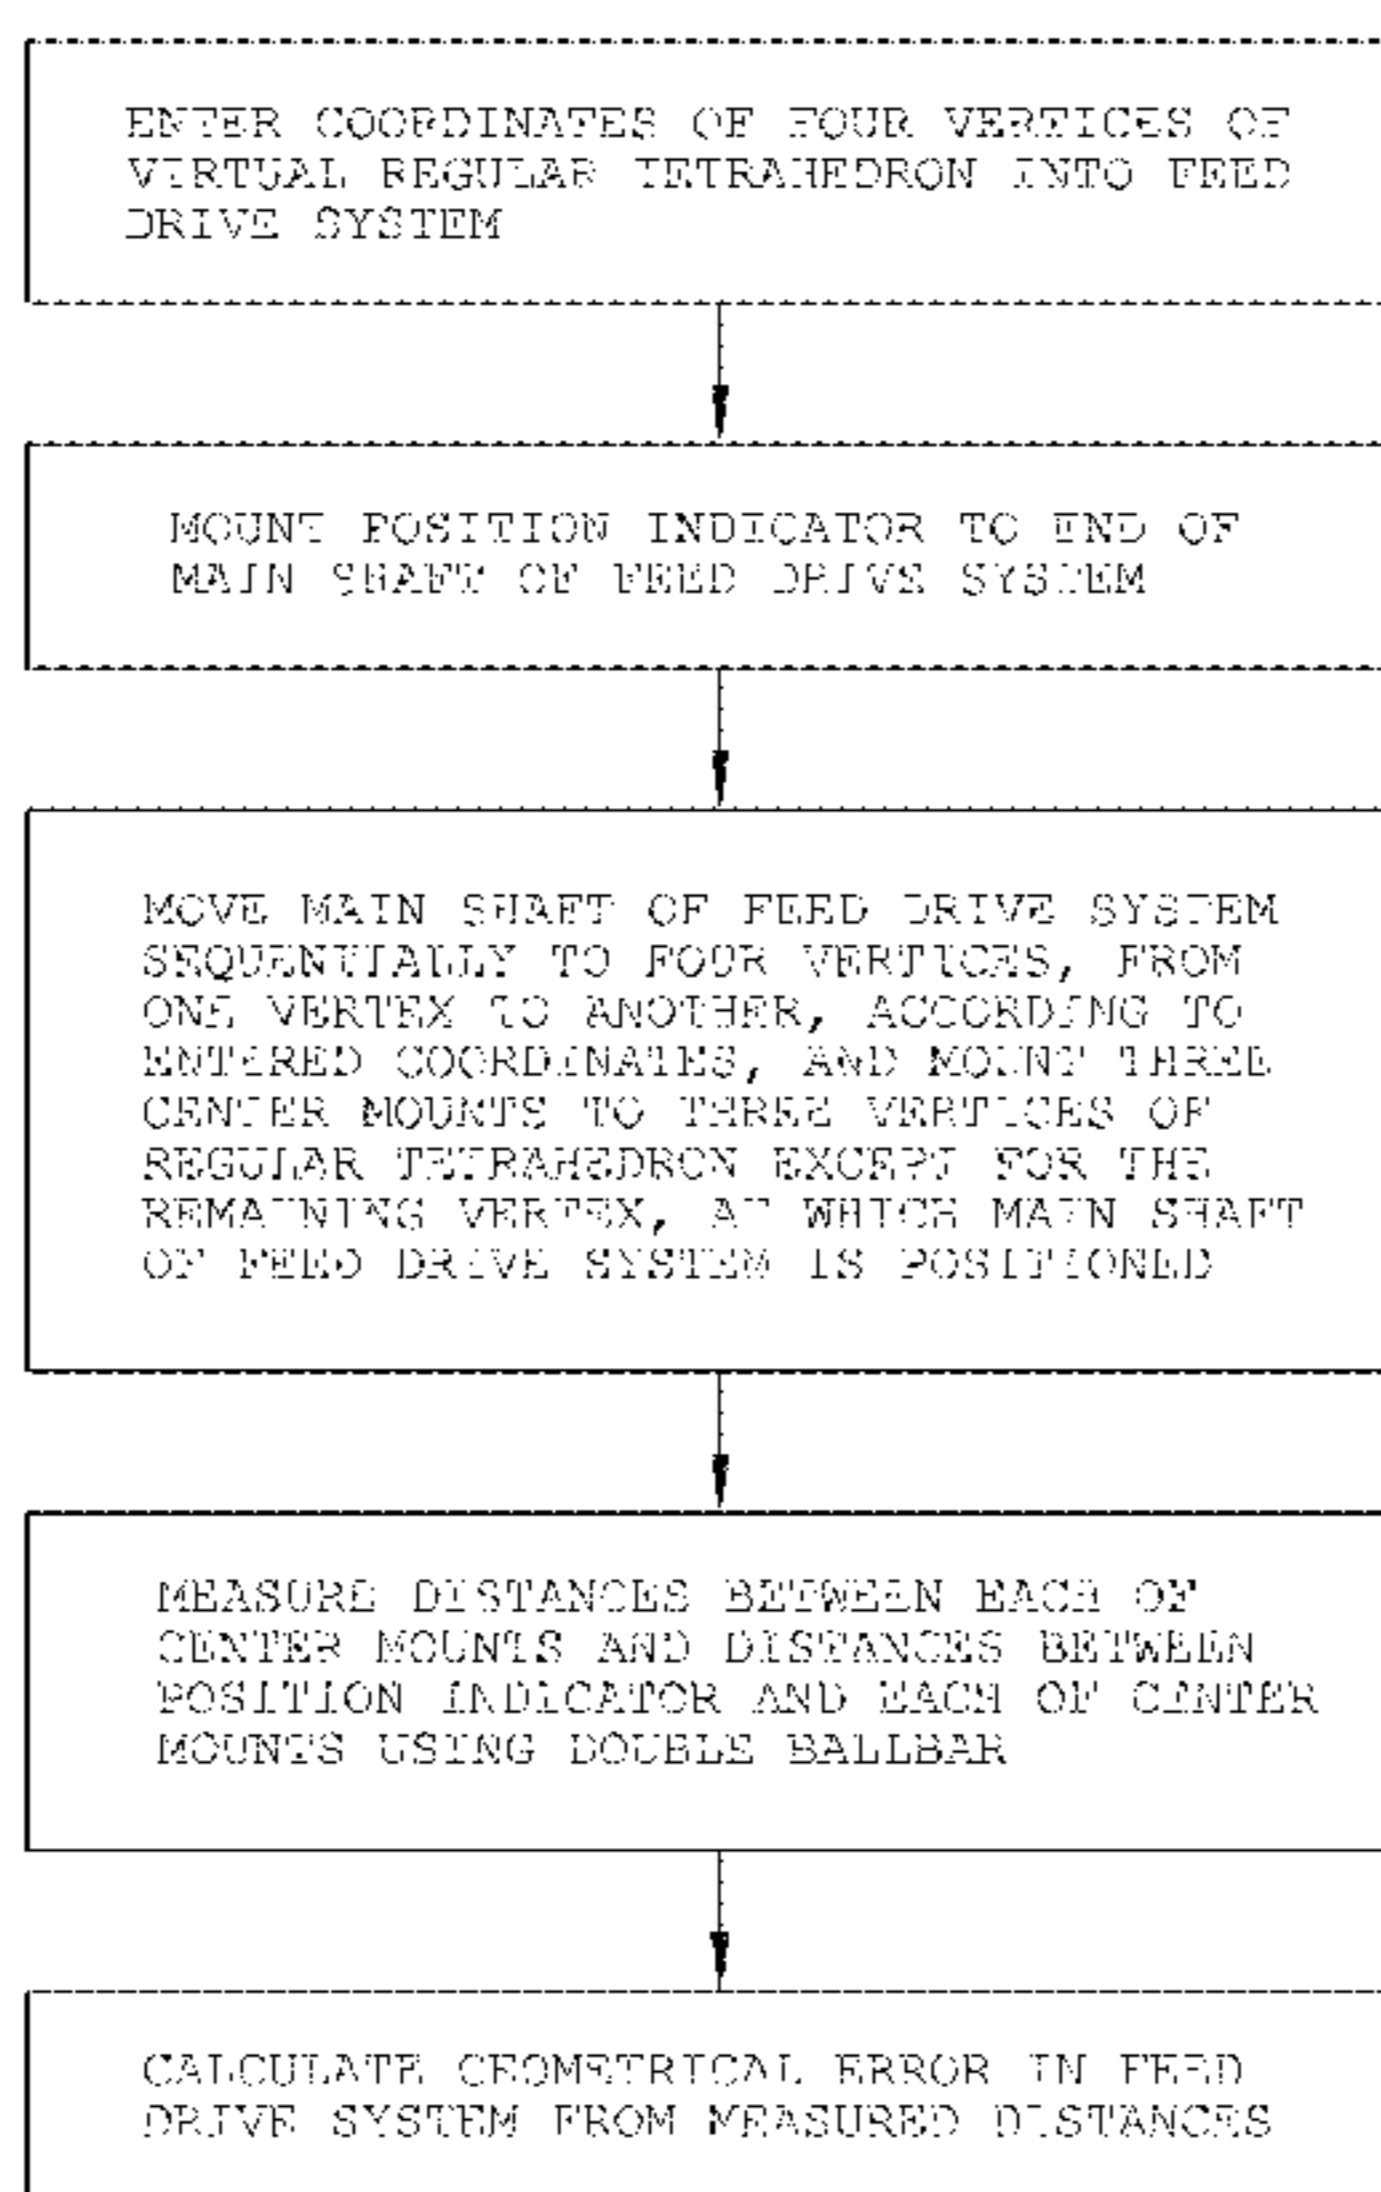 ENTER COORDINATES OF FOUR VERTICES OF
VIRTUAL REGULAR TETRAHEDRON INTO FEED
DRIVE SYSTEM
MOUNT POSITION INDICATOR TO END OF
MAIN SHAFT OF FEED DRIVE SYSTEM
MOVE MAIN SHAFT OF FEED DRIVE SYSTEM
SEQUENTIALLY TO FOUR VERTICES, FROM
ONE VERTEX TO ANOTHER, ACCORDING TO
ENTERED COORDINATES, AND MOUNT THREE
CENTER MOUNTS TO THREE VERTICES OF
REGULAR TETRAHEDRON EXCEPT FOR THE
REMAINING VERTEX, AT WHICH MAIN SHAFT
OF FEED DRIVE SYSTEM IS POSITIONED
MEASURE DISTANCES BETWEEN EACH OF
CENTER MOUNTS AND DISTANCES BETWEEN
POSITION INDICATOR AND EACH OF CENTER
MOUNTS USING DOUBLE BALLBAR
CALCULATE GEOMETRICAL ERROR IN FEED
DRIVE SYSTEM FROM MEASURED DISTANCES